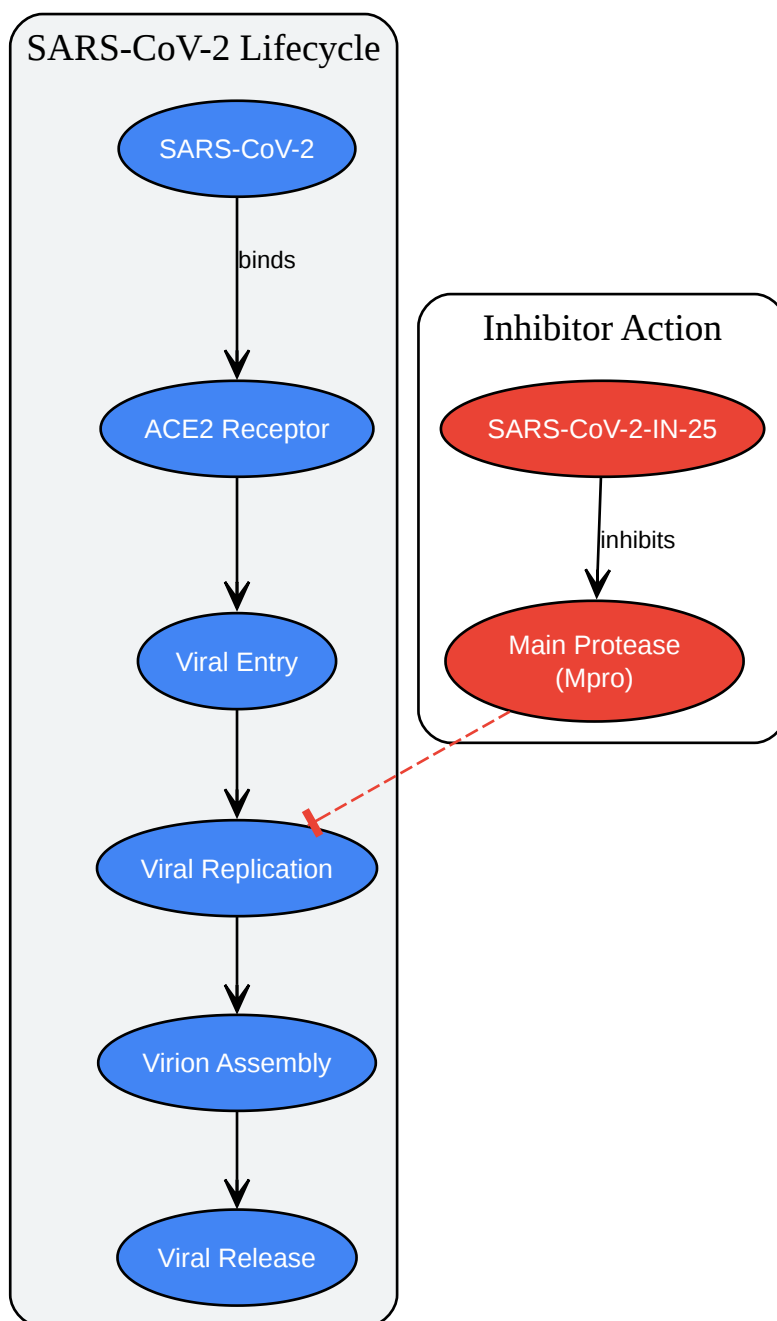 SARS-CoV-2 Lifecycle
SARS-CoV-2
binds
ACE2 Receptor
Viral Entry
Viral Replication
Virion Assembly
Viral Release
Inhibitor Action
SARS-CoV-2-IN-25
inhibits
Main Protease
(Mpro)